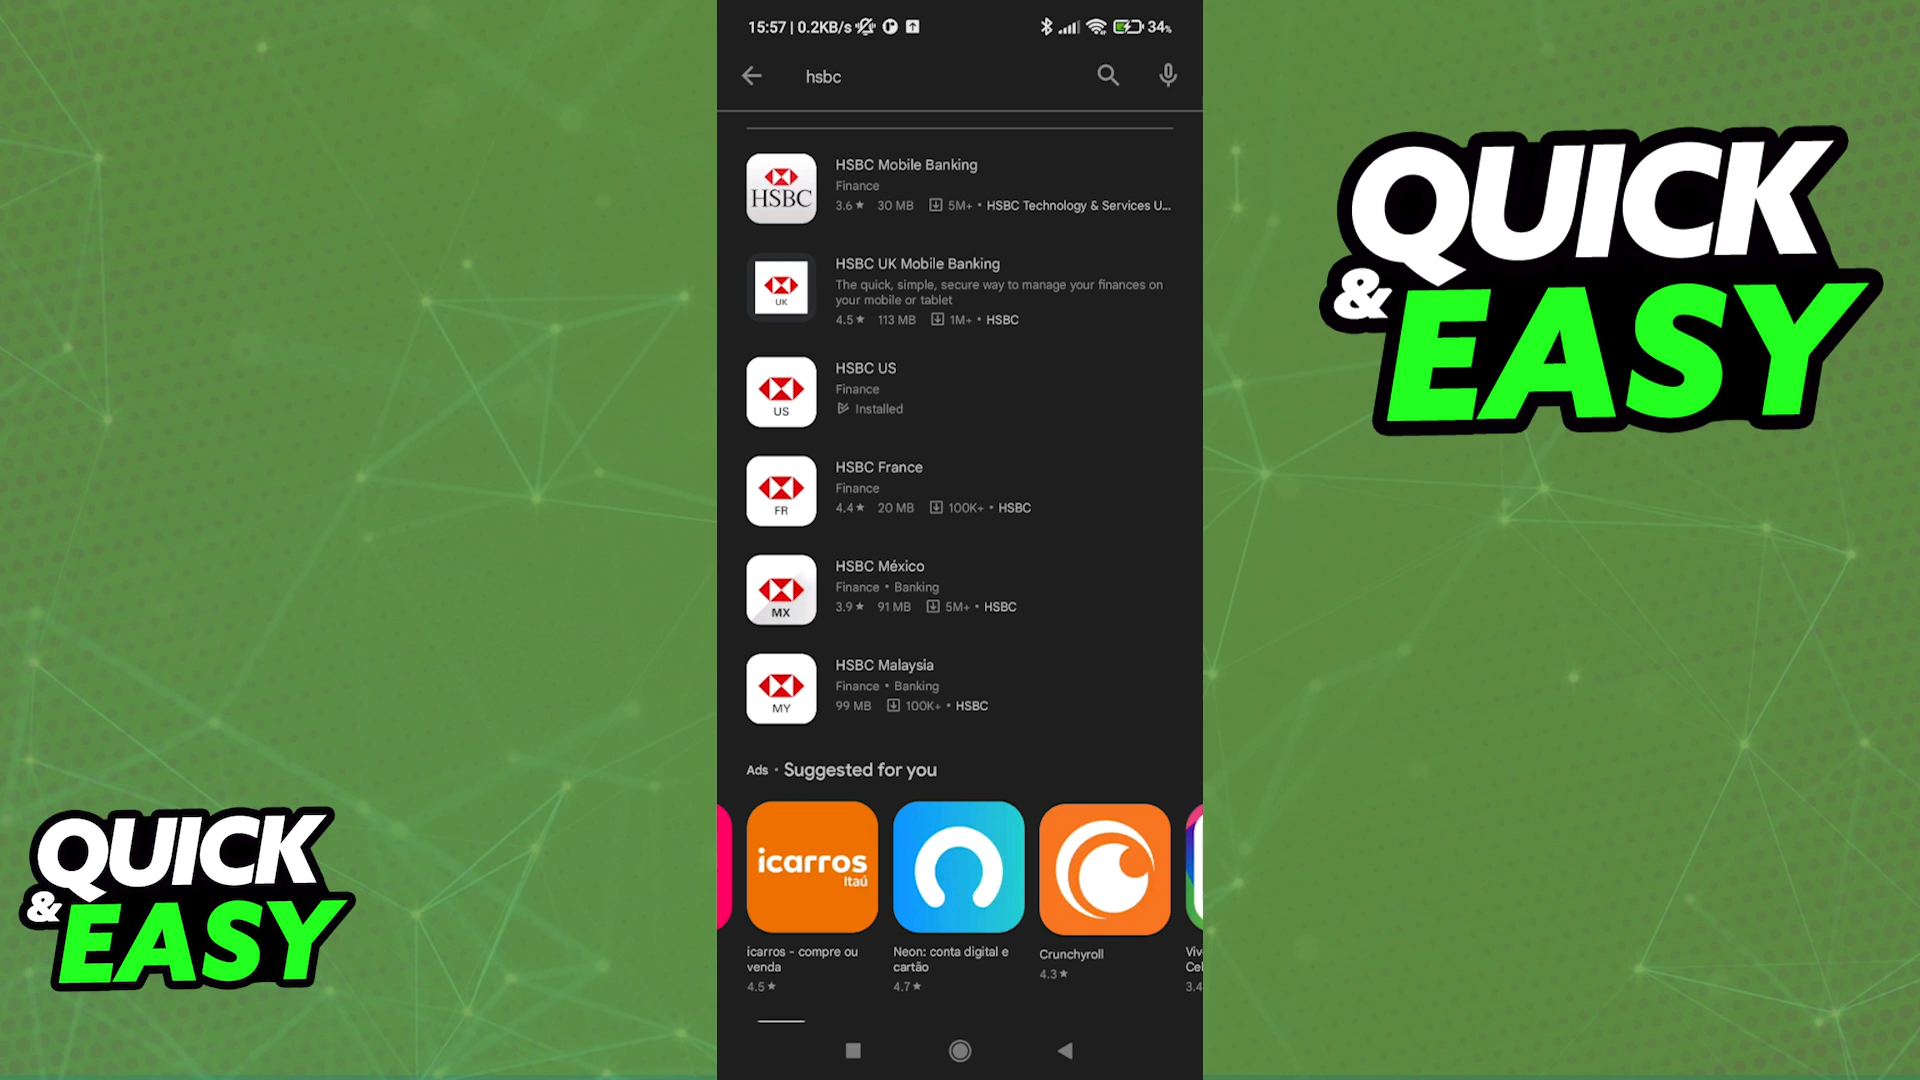 15:57 | 0.2KB/s
34%
hsbc
HSBC
HSBC Mobile Banking
Finance
3.6★ 30 MB 5M+ • HSBC Technology & Services U...
UK
HSBC UK Mobile Banking
The quick, simple, secure way to manage your finances on
your mobile or tablet
4.5★ 113 MB 1M+ • HSBC
US
HSBC US
Finance
Installed
FR
HSBC France
Finance
4.4★ 20 MB 100K+ • HSBC
MX
HSBC México
Finance • Banking
3.9★ 91 MB 5M+ • HSBC
MY
HSBC Malaysia
Finance • Banking
99 MB 100K+ • HSBC
Ads • Suggested for you
icarros
Itaú
icarros - compre ou
venda
4.5★
Neon: conta digital e
cartão
4.7★
Crunchyroll
4.3★
Viv
Cel
3.4
QUICK
& EASY
QUICK
& EASY